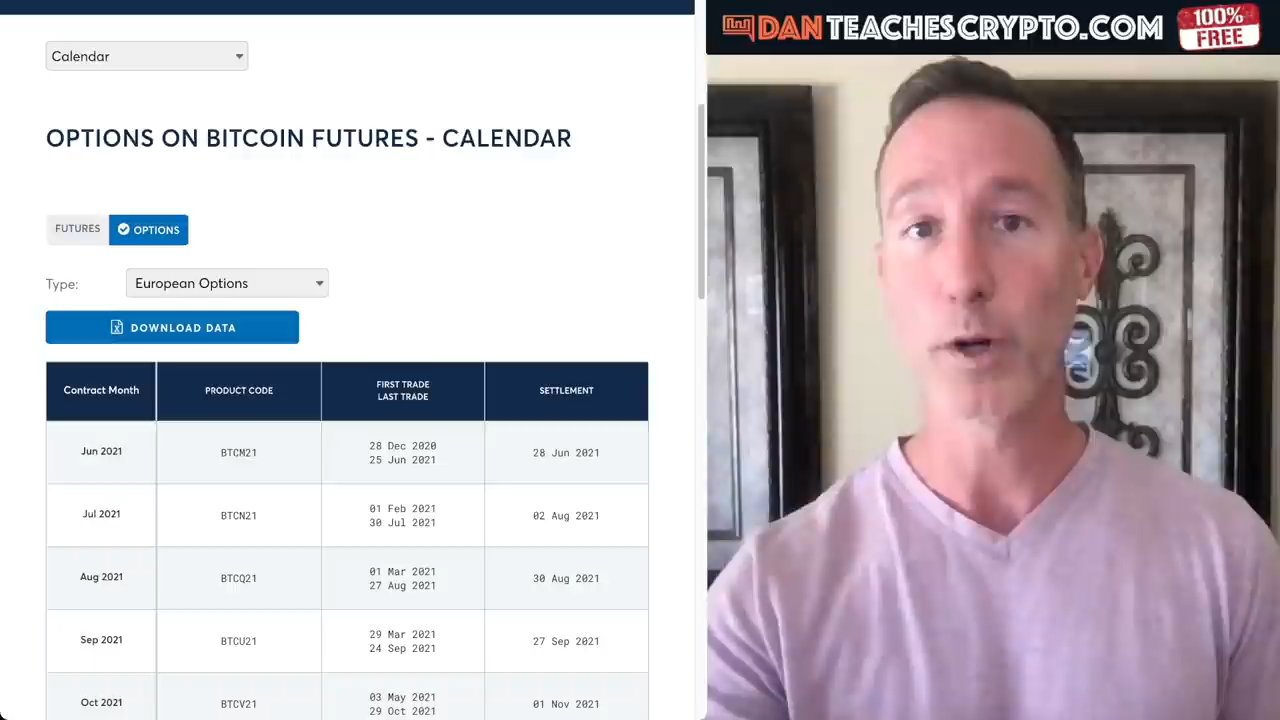 Calendar
OPTIONS ON BITCOIN FUTURES - CALENDAR
FUTURES
OPTIONS
Type:
European Options
DOWNLOAD DATA
Contract Month
PRODUCT CODE
FIRST TRADE
LAST TRADE
SETTLEMENT
Jun 2021
BTCM21
28 Dec 2020
25 Jun 2021
28 Jun 2021
Jul 2021
BTCN21
01 Feb 2021
30 Jul 2021
02 Aug 2021
Aug 2021
BTCQ21
01 Mar 2021
27 Aug 2021
30 Aug 2021
Sep 2021
BTCU21
29 Mar 2021
24 Sep 2021
27 Sep 2021
Oct 2021
BTCV21
03 May 2021
29 Oct 2021
01 Nov 2021
DANTEACHESCRYPTO.COM
100%
FREE